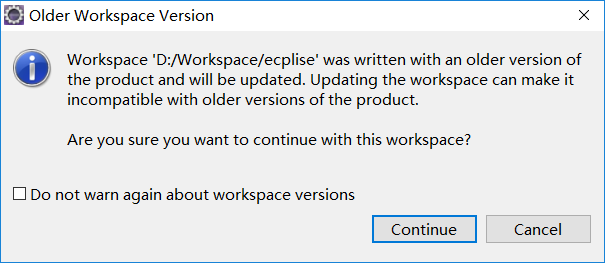 Older Workspace Version
Workspace 'D:/Workspace/ecplise' was written with an older version of
the product and will be updated. Updating the workspace can make it
incompatible with older versions of the product.
Are you sure you want to continue with this workspace?
Do not warn again about workspace versions
Continue
Cancel